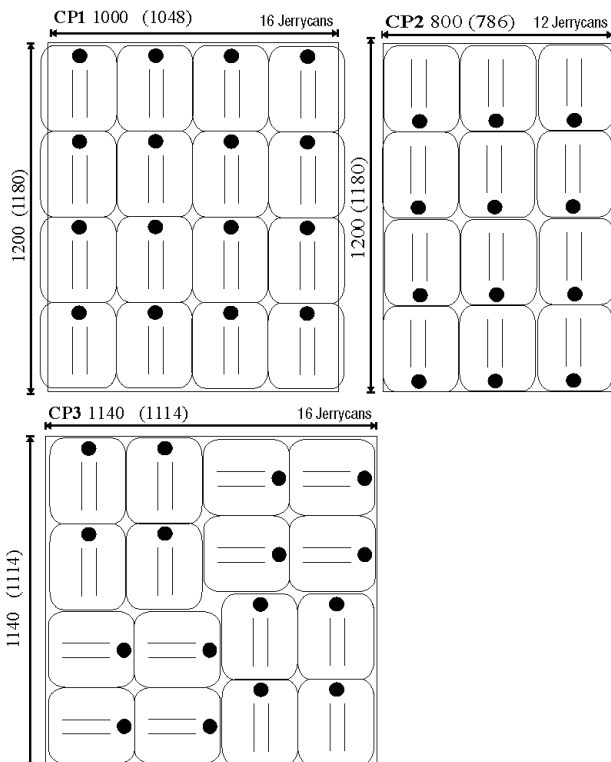 CP1 1000 (1048) 16 Jerrycans
1200 (1180)
CP2 800 (786) 12 Jerrycans
1200 (1180)
CP3 1140 (1114) 16 Jerrycans
1140 (1114)